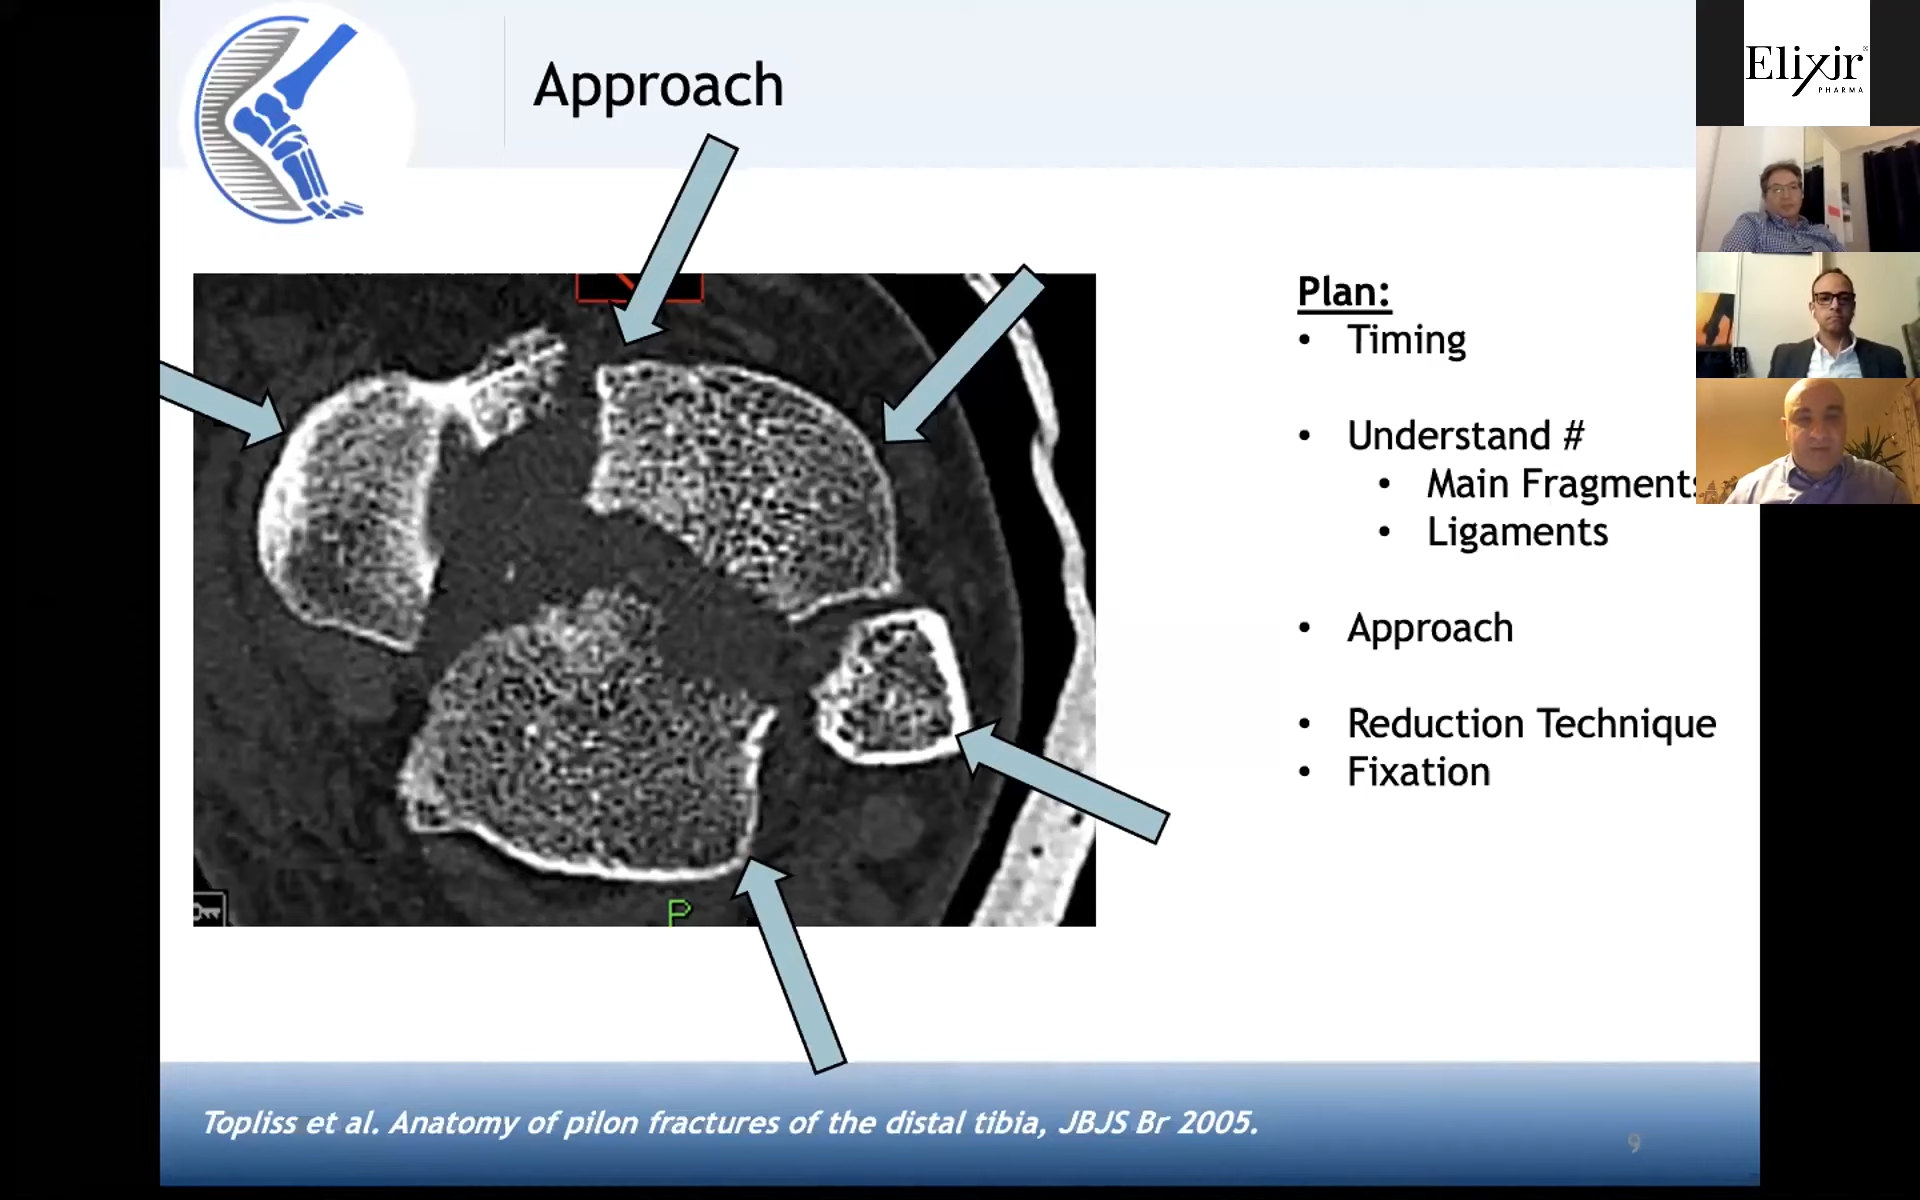 Approach
Elixir®
PHARMA
Plan:
• Timing
• Understand #
• Main Fragments
• Ligaments
• Approach
• Reduction Technique
• Fixation
P
Topliss et al. Anatomy of pilon fractures of the distal tibia, JBJS Br 2005.
9